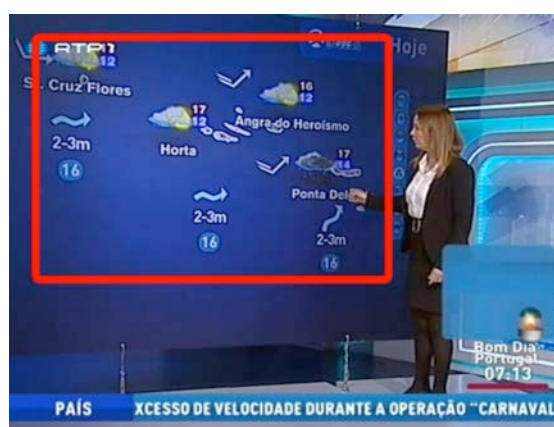 RTP1
Hoje
12
Cruz Flores
16
12
17
12
Angra do Heroísmo
2-3m
Horta
17
14
16
Ponta Del
2-3m
2-3m
16
16
Bom Dia
Portugal
07:13
PAÍS
XCESSO DE VELOCIDADE DURANTE A OPERAÇÃO "CARNAVAL